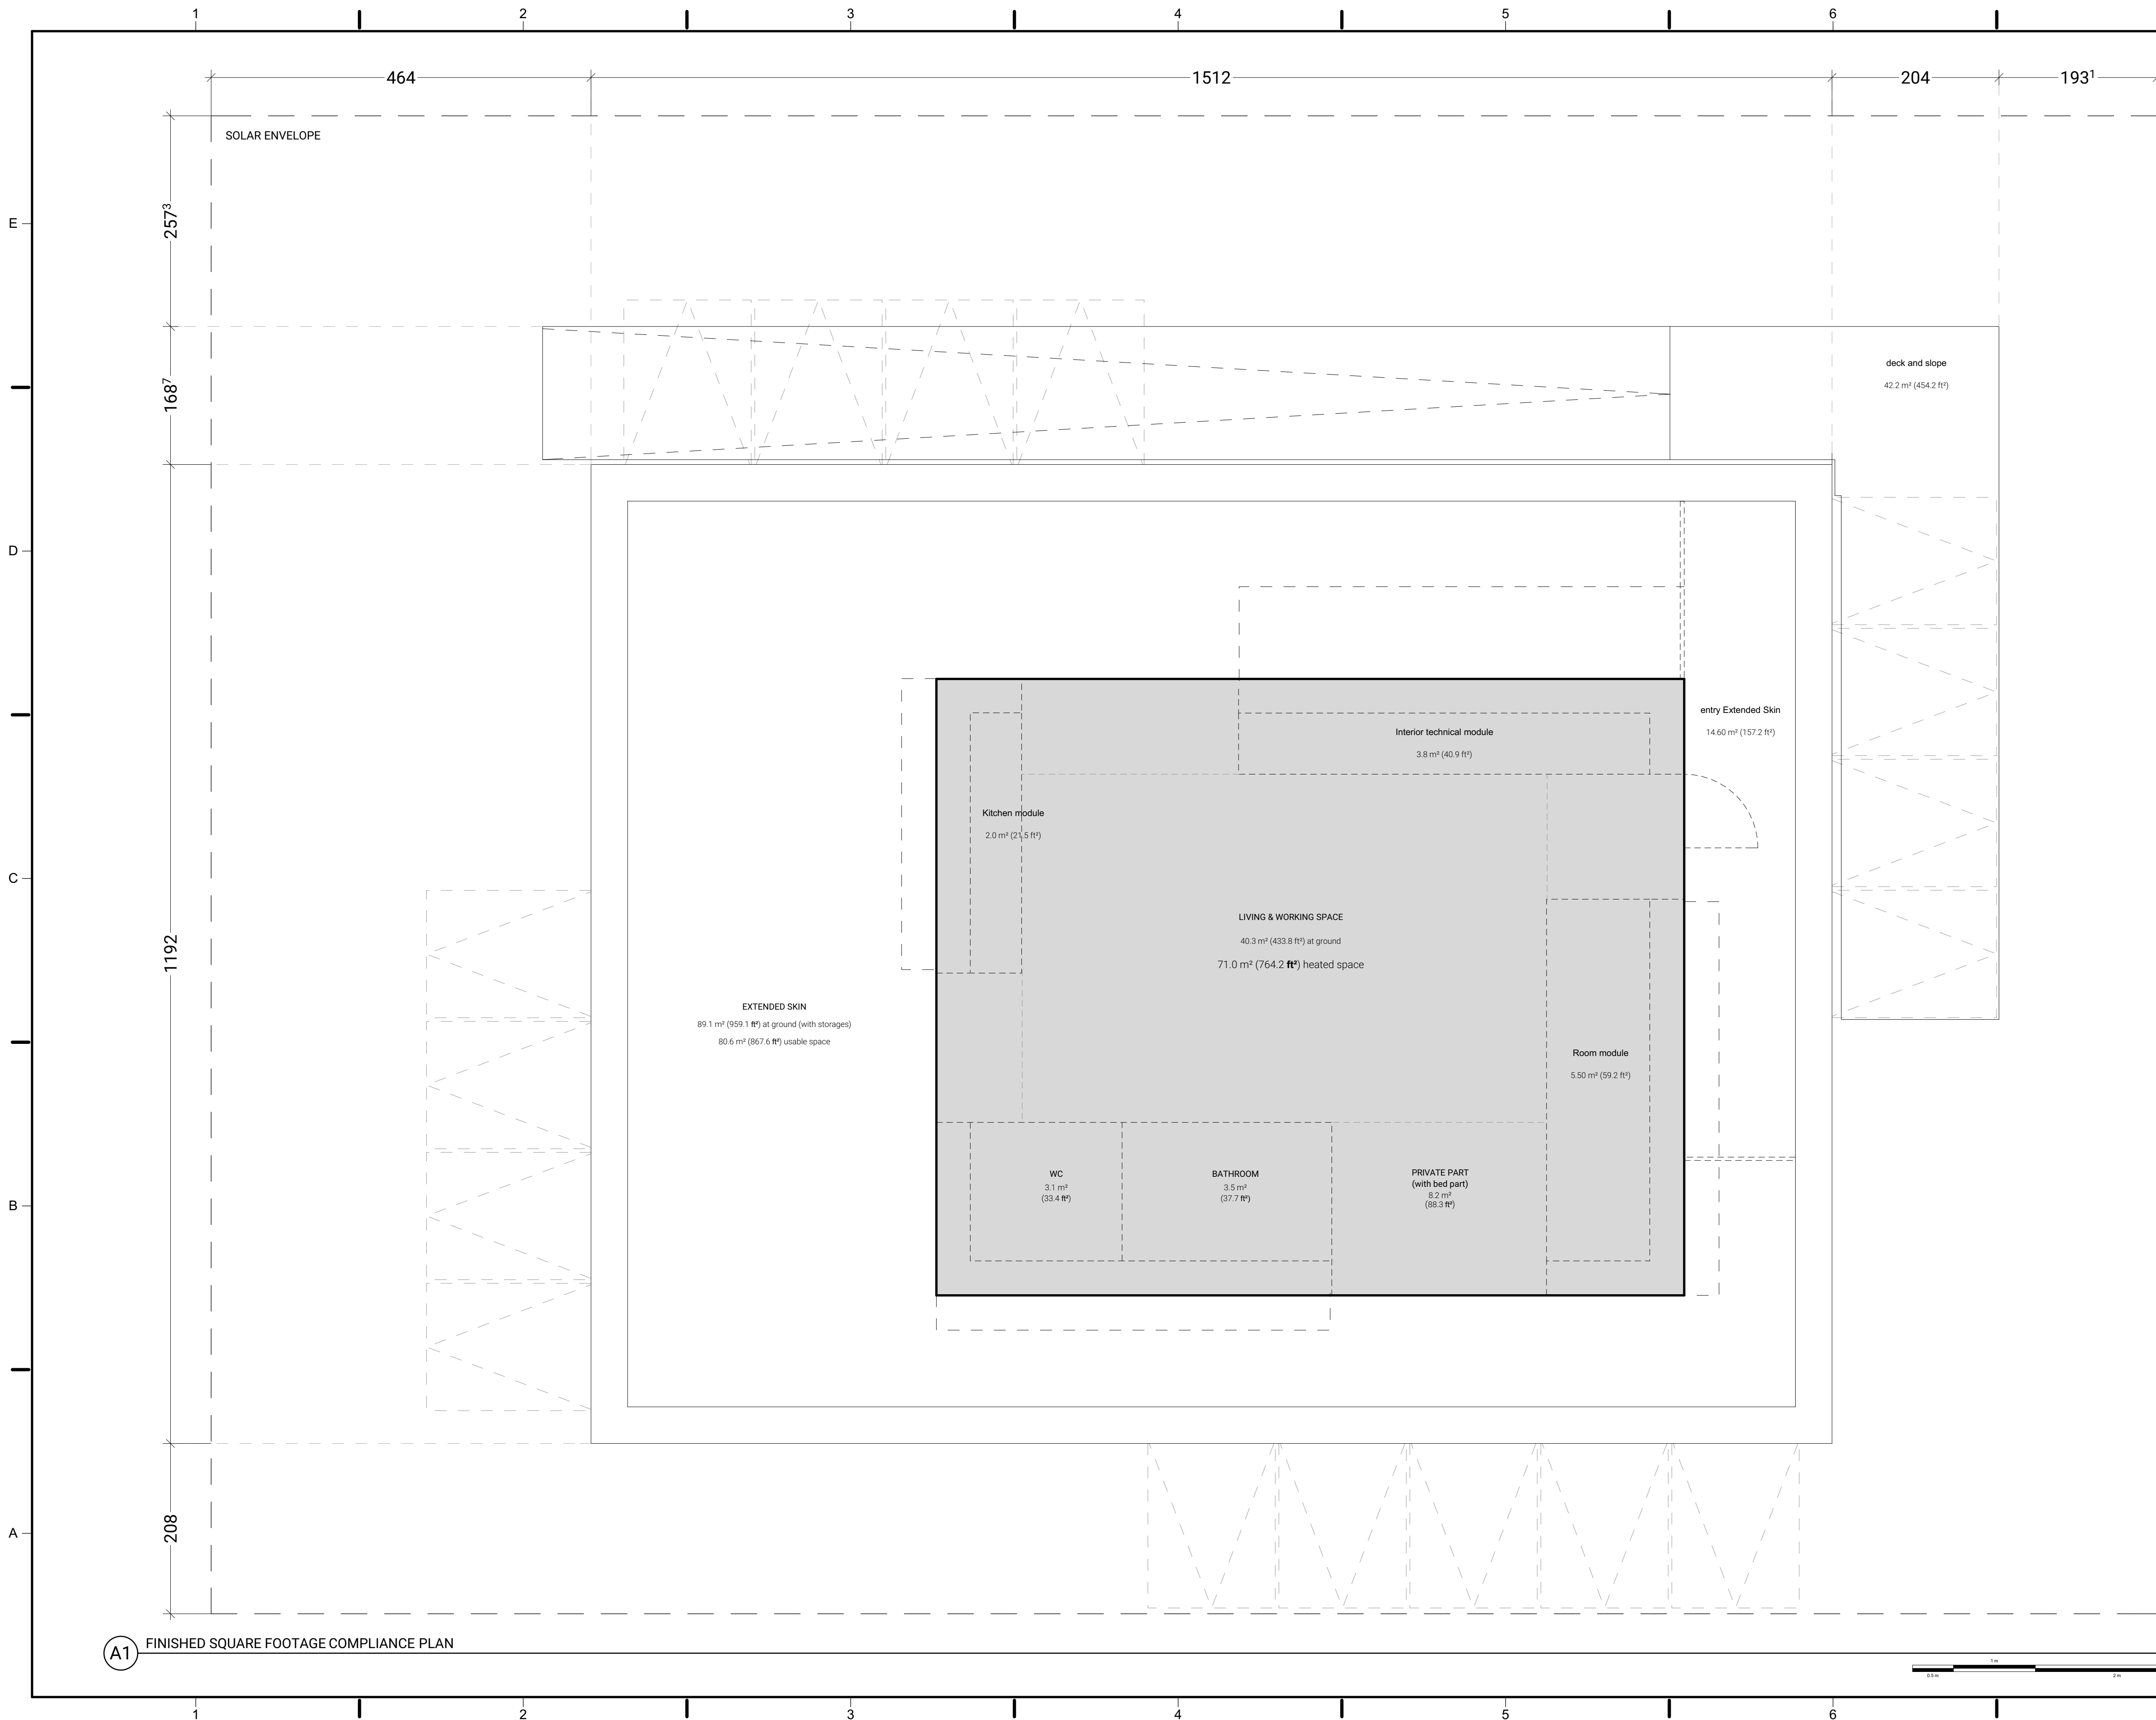 1 2 3 4 5 6
464 1512 204 193¹
SOLAR ENVELOPE
257³
E
168⁷
deck and slope
42.2 m² (454.2 ft²)
D
entry Extended Skin
14.60 m² (157.2 ft²)
Interior technical module
3.8 m² (40.9 ft²)
Kitchen module
2.0 m² (21.5 ft²)
C
LIVING & WORKING SPACE
40.3 m² (433.8 ft²) at ground
71.0 m² (764.2 ft²) heated space
1192
EXTENDED SKIN
89.1 m² (959.1 ft²) at ground (with storages)
80.6 m² (867.6 ft²) usable space
Room module
5.50 m² (59.2 ft²)
WC
3.1 m²
(33.4 ft²)
BATHROOM
3.5 m²
(37.7 ft²)
PRIVATE PART
(with bed part)
8.2 m²
(88.3 ft²)
B
208
A
A1 FINISHED SQUARE FOOTAGE COMPLIANCE PLAN
1 m
0.5 m 2 m
1 2 3 4 5 6